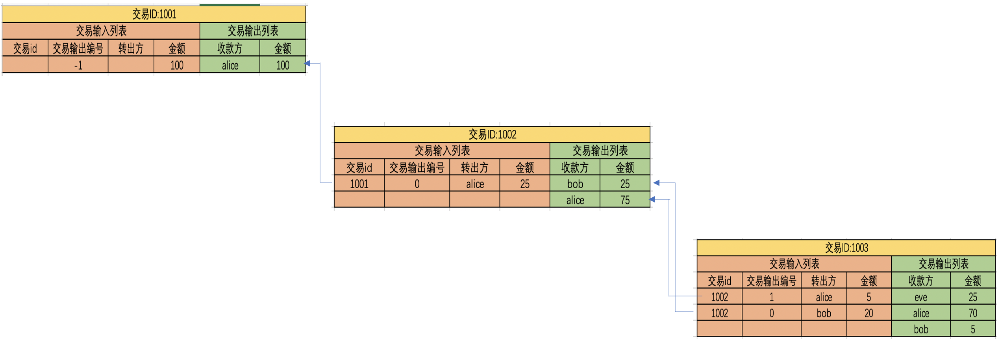 交易ID:1001
交易输入列表 交易输出列表
交易id 交易输出编号 转出方 金额 收款方 金额
-1 100 alice 100
交易ID:1002
交易输入列表 交易输出列表
交易id 交易输出编号 转出方 金额 收款方 金额
1001 0 alice 25 bob 25
alice 75
交易ID:1003
交易输入列表 交易输出列表
交易id 交易输出编号 转出方 金额 收款方 金额
1002 1 alice 5 eve 25
1002 0 bob 20 alice 70
bob 5